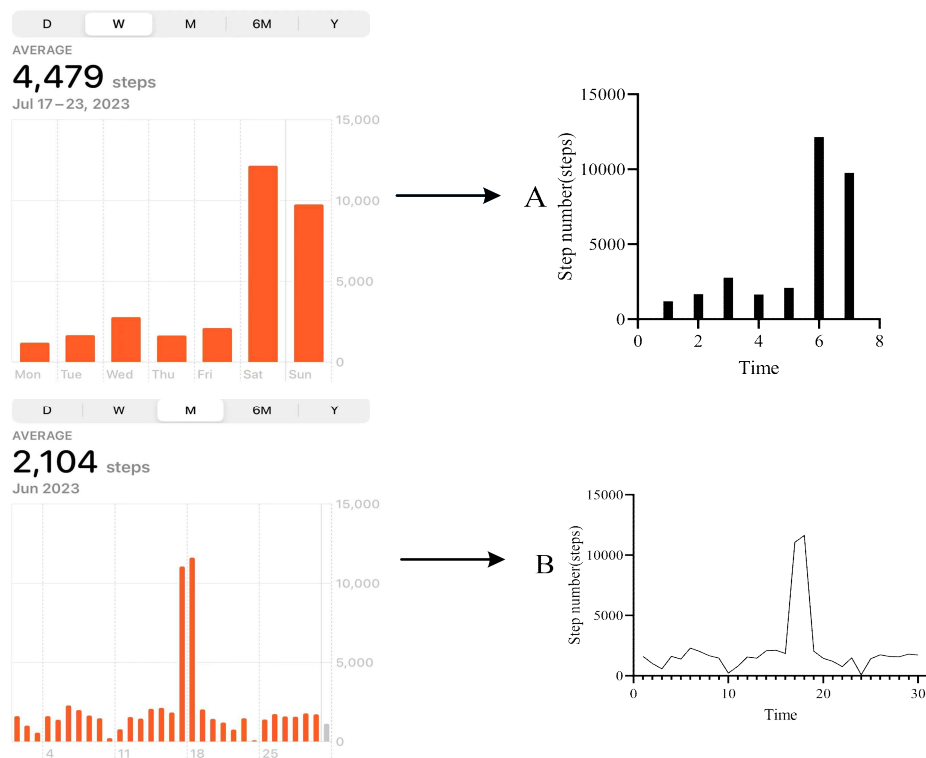 D W M 6M Y
AVERAGE
4,479 steps
Jul 17–23, 2023
15,000
10,000
5,000
0
Mon Tue Wed Thu Fri Sat Sun
A
Step number(steps)
15000
10000
5000
0
0 2 4 6 8
Time
D W M 6M Y
AVERAGE
2,104 steps
Jun 2023
15,000
10,000
5,000
0
4 11 18 25
B
Step number(steps)
15000
10000
5000
0
0 10 20 30
Time